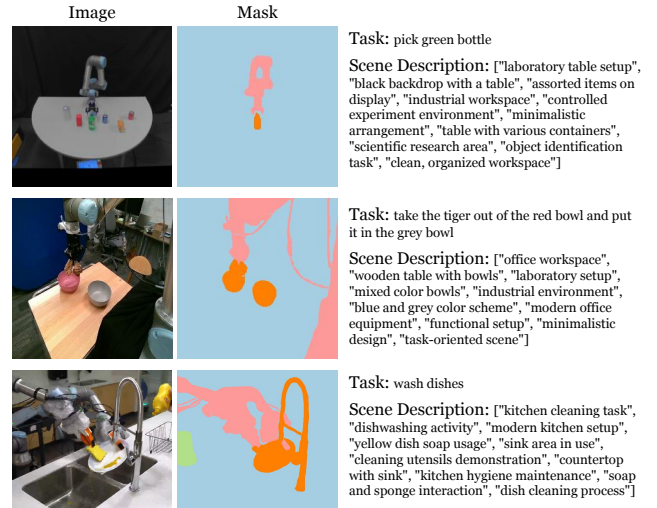 Image
Mask
Task: pick green bottle
Scene Description: ["laboratory table setup",
"black backdrop with a table", "assorted items on
display", "industrial workspace", "controlled
experiment environment", "minimalistic
arrangement", "table with various containers",
"scientific research area", "object identification
task", "clean, organized workspace"]
Task: take the tiger out of the red bowl and put
it in the grey bowl
Scene Description: ["office workspace",
"wooden table with bowls", "laboratory setup",
"mixed color bowls", "industrial environment",
"blue and grey color scheme", "modern office
equipment", "functional setup", "minimalistic
design", "task-oriented scene"]
Task: wash dishes
Scene Description: ["kitchen cleaning task",
"dishwashing activity", "modern kitchen setup",
"yellow dish soap usage", "sink area in use",
"cleaning utensils demonstration", "countertop
with sink", "kitchen hygiene maintenance", "soap
and sponge interaction", "dish cleaning process"]